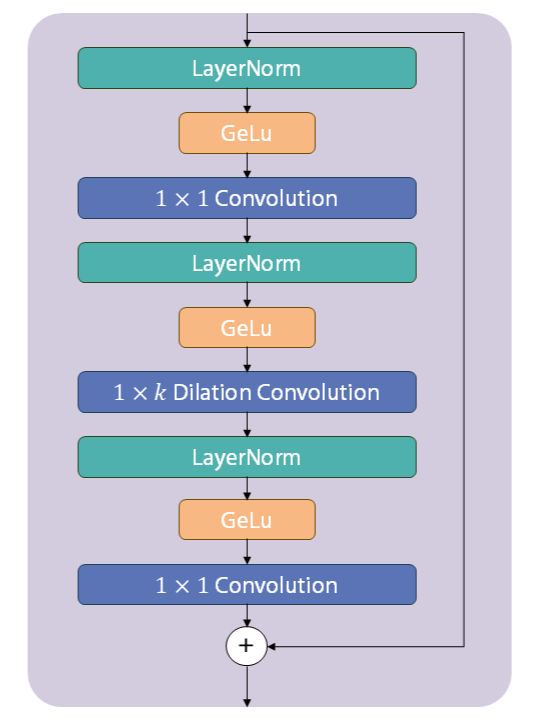 LayerNorm
GeLu
1 × 1 Convolution
LayerNorm
GeLu
1 × k Dilation Convolution
LayerNorm
GeLu
1 × 1 Convolution
+